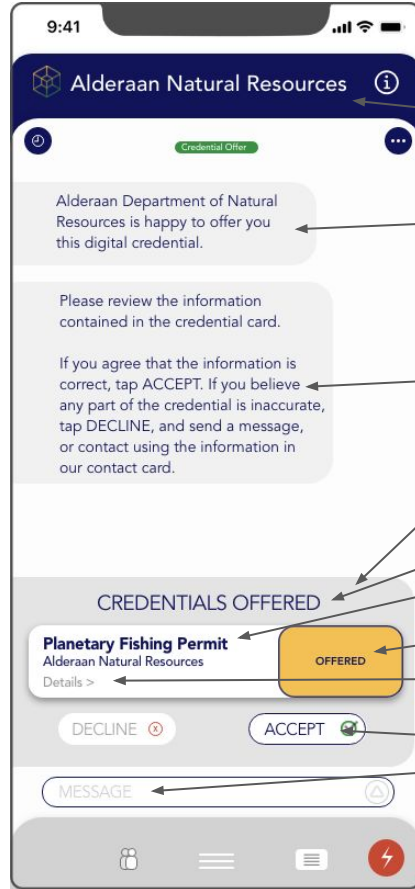 9:41
Alderaan Natural Resources
Credential Offer
Alderaan Department of Natural
Resources is happy to offer you
this digital credential.
Please review the information
contained in the credential card.
If you agree that the information is
correct, tap ACCEPT. If you believe
any part of the credential is inaccurate,
tap DECLINE, and send a message,
or contact using the information in
our contact card.
CREDENTIALS OFFERED
Planetary Fishing Permit
Alderaan Natural Resources
Details >
OFFERED
DECLINE
ACCEPT
MESSAGE